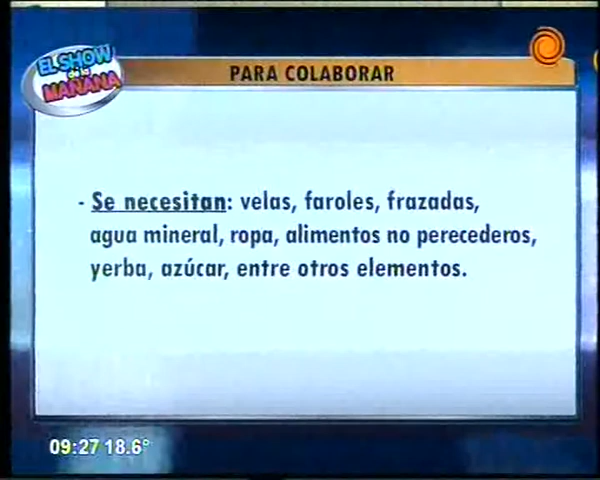 EL SHOW
de la
MAÑANA
PARA COLABORAR
- Se necesitan: velas, faroles, frazadas,
agua mineral, ropa, alimentos no perecederos,
yerba, azúcar, entre otros elementos.
09:27 18.6°